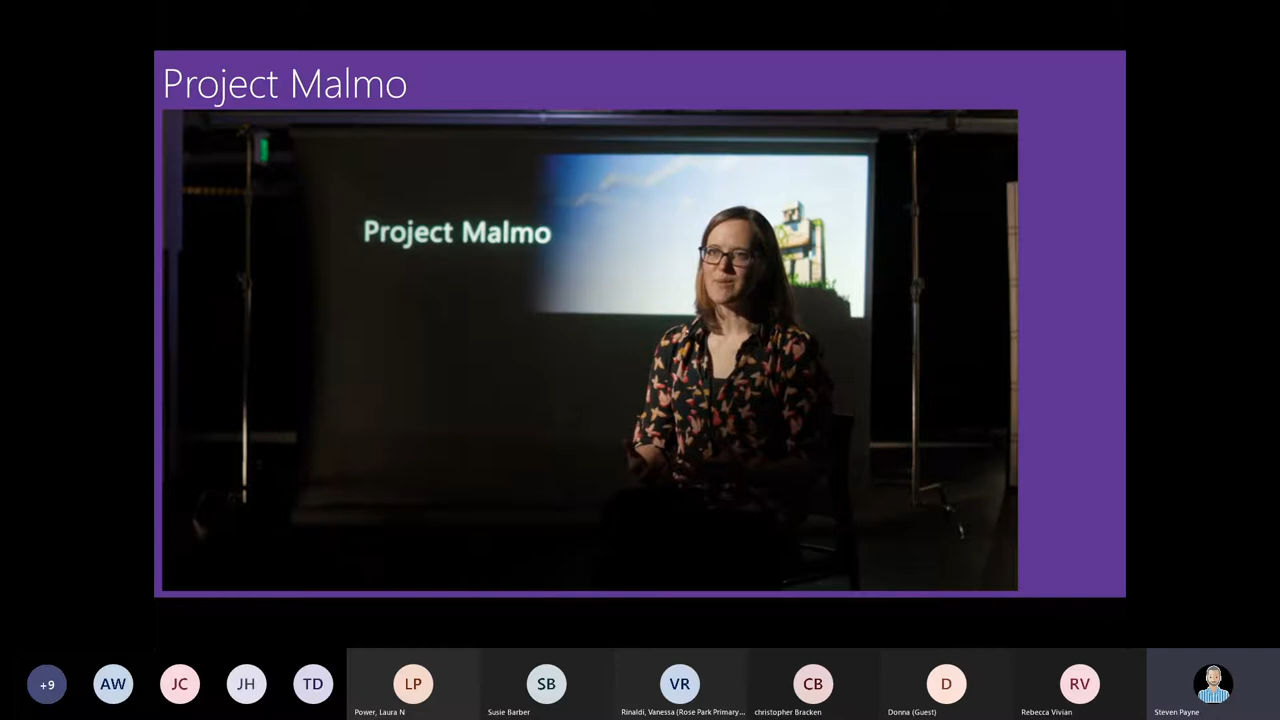 Project Malmo
Project Malmo
+9
AW
JC
JH
TD
LP
SB
VR
CB
D
RV
Power, Laura N
Susie Barber
Rinaldi, Vanessa (Rose Park Primary...
christopher Bracken
Donna (Guest)
Rebecca Vivian
Steven Payne